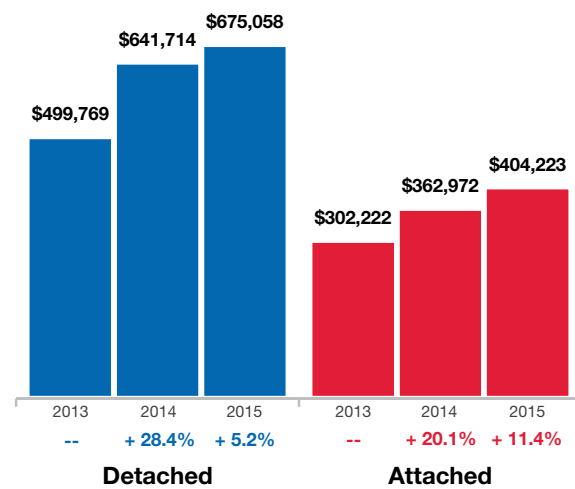 $499,769
$641,714
$675,058
$302,222
$362,972
$404,223
2013 2014 2015 2013 2014 2015
-- + 28.4% + 5.2% -- + 20.1% + 11.4%
Detached Attached